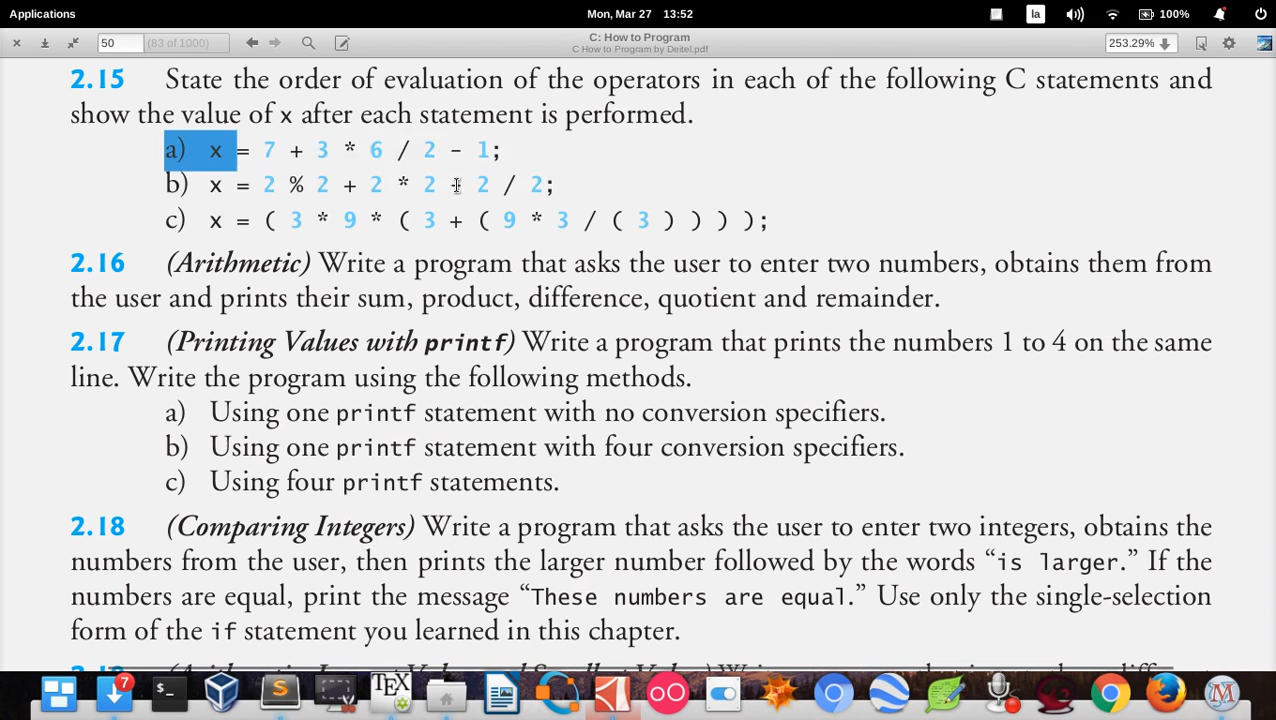 Applications
Mon, Mar 27 13:52
la
100%
50
(83 of 1000)
C: How to Program
C How to Program by Deitel.pdf
253.29%
2.15 State the order of evaluation of the operators in each of the following C statements and
show the value of x after each statement is performed.
a) x = 7 + 3 * 6 / 2 - 1;
b) x = 2 % 2 + 2 * 2 - 2 / 2;
c) x = ( 3 * 9 * ( 3 + ( 9 * 3 / ( 3 ) ) ) );
2.16 (Arithmetic) Write a program that asks the user to enter two numbers, obtains them from
the user and prints their sum, product, difference, quotient and remainder.
2.17 (Printing Values with printf) Write a program that prints the numbers 1 to 4 on the same
line. Write the program using the following methods.
a) Using one printf statement with no conversion specifiers.
b) Using one printf statement with four conversion specifiers.
c) Using four printf statements.
2.18 (Comparing Integers) Write a program that asks the user to enter two integers, obtains the
numbers from the user, then prints the larger number followed by the words “is larger.” If the
numbers are equal, print the message “These numbers are equal.” Use only the single-selection
form of the if statement you learned in this chapter.
7
TEX